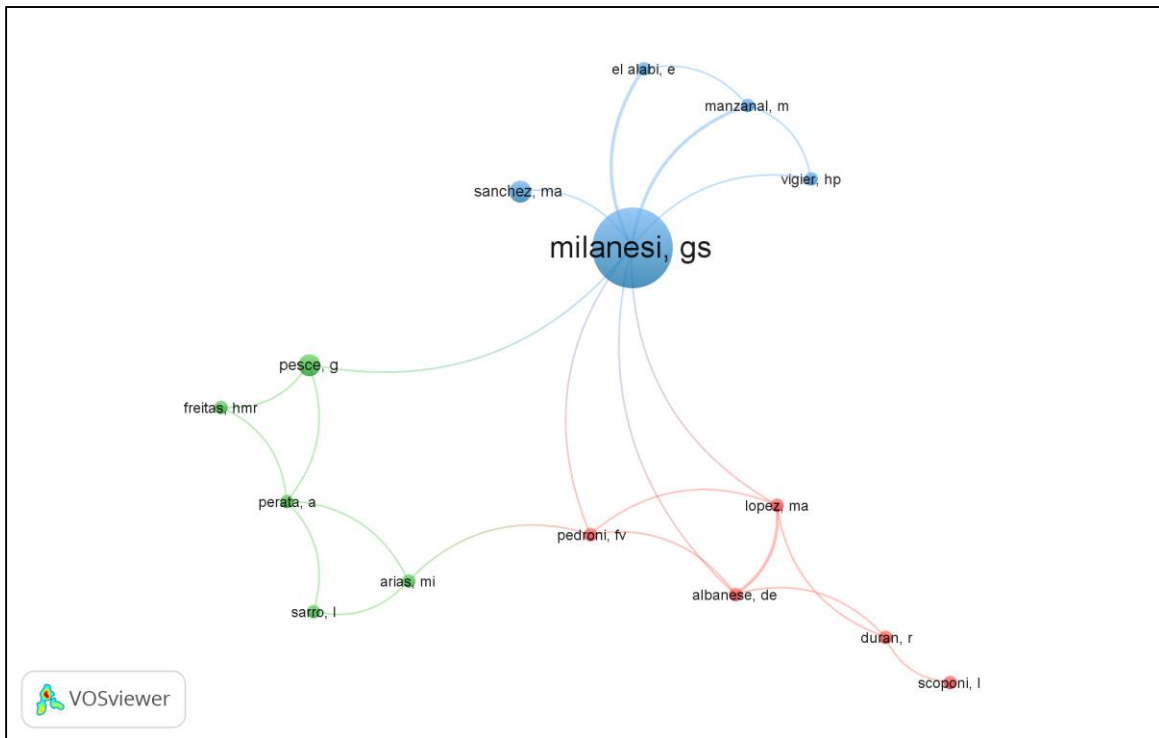 el alabi, e
manzanal, m
vigier, hp
sanchez, ma
milanesi, gs
pesce, g
freitas, hmr
perata, a
lopez, ma
pedroni, fv
arias, mi
albanese, de
sarro, l
duran, r
scoponi, l
VOSviewer